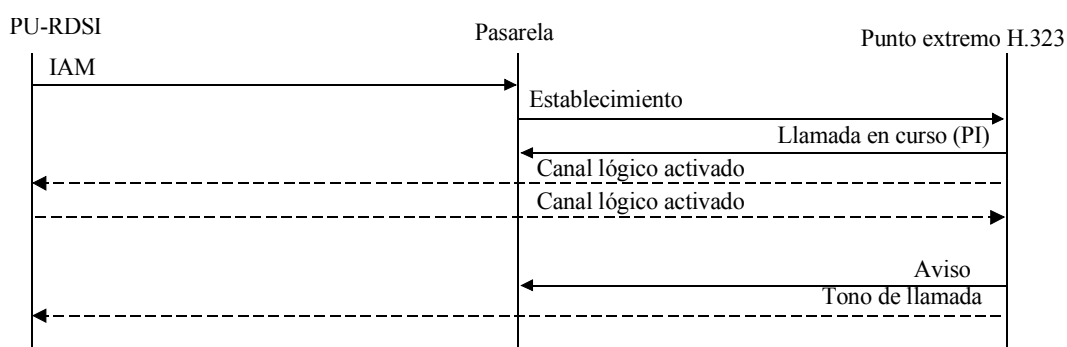 PU-RDSI
Pasarela
Punto extremo H.323
IAM
Establecimiento
Llamada en curso (PI)
Canal lógico activado
Canal lógico activado
Aviso
Tono de llamada